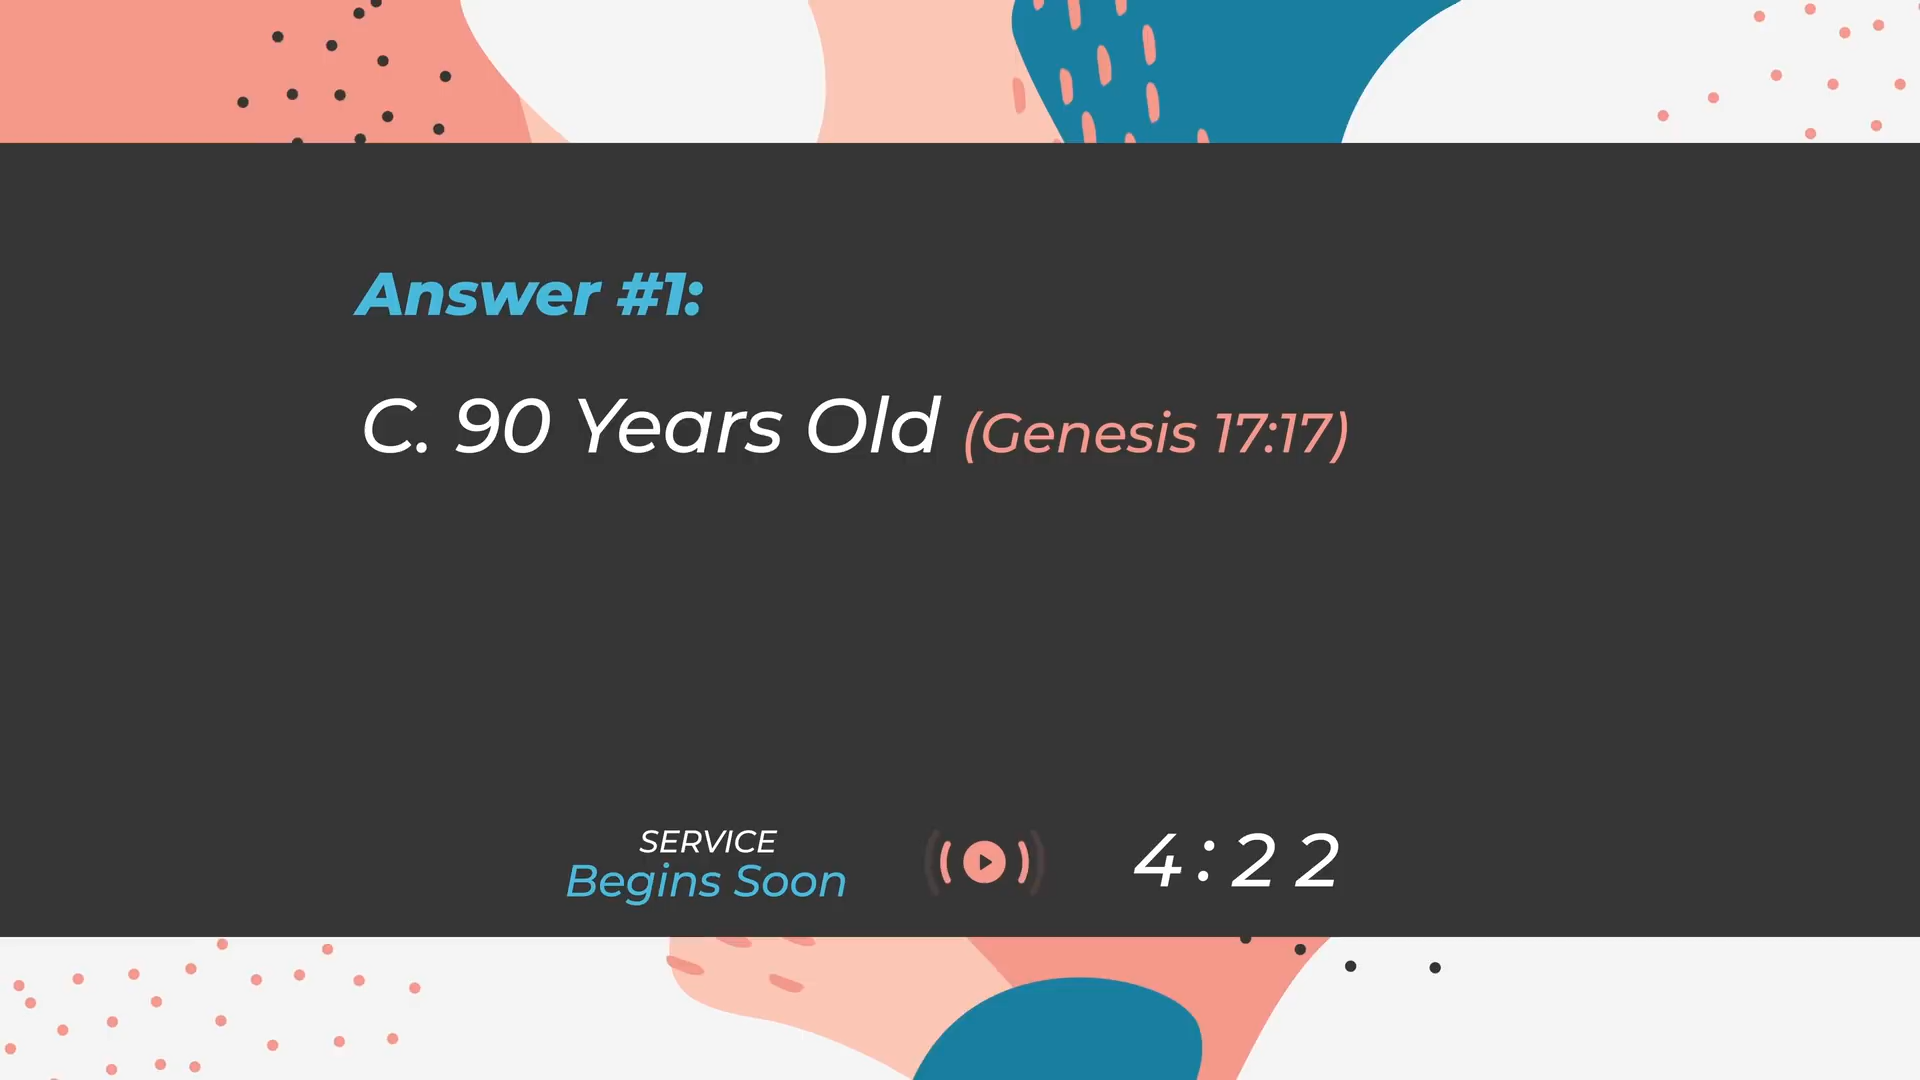 Answer #1:
C. 90 Years Old (Genesis 17:17)
SERVICE
Begins Soon
4:22